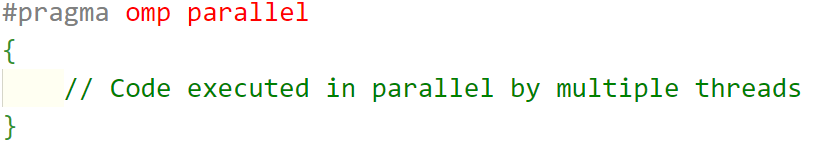 #pragma omp parallel
{
    // Code executed in parallel by multiple threads
}